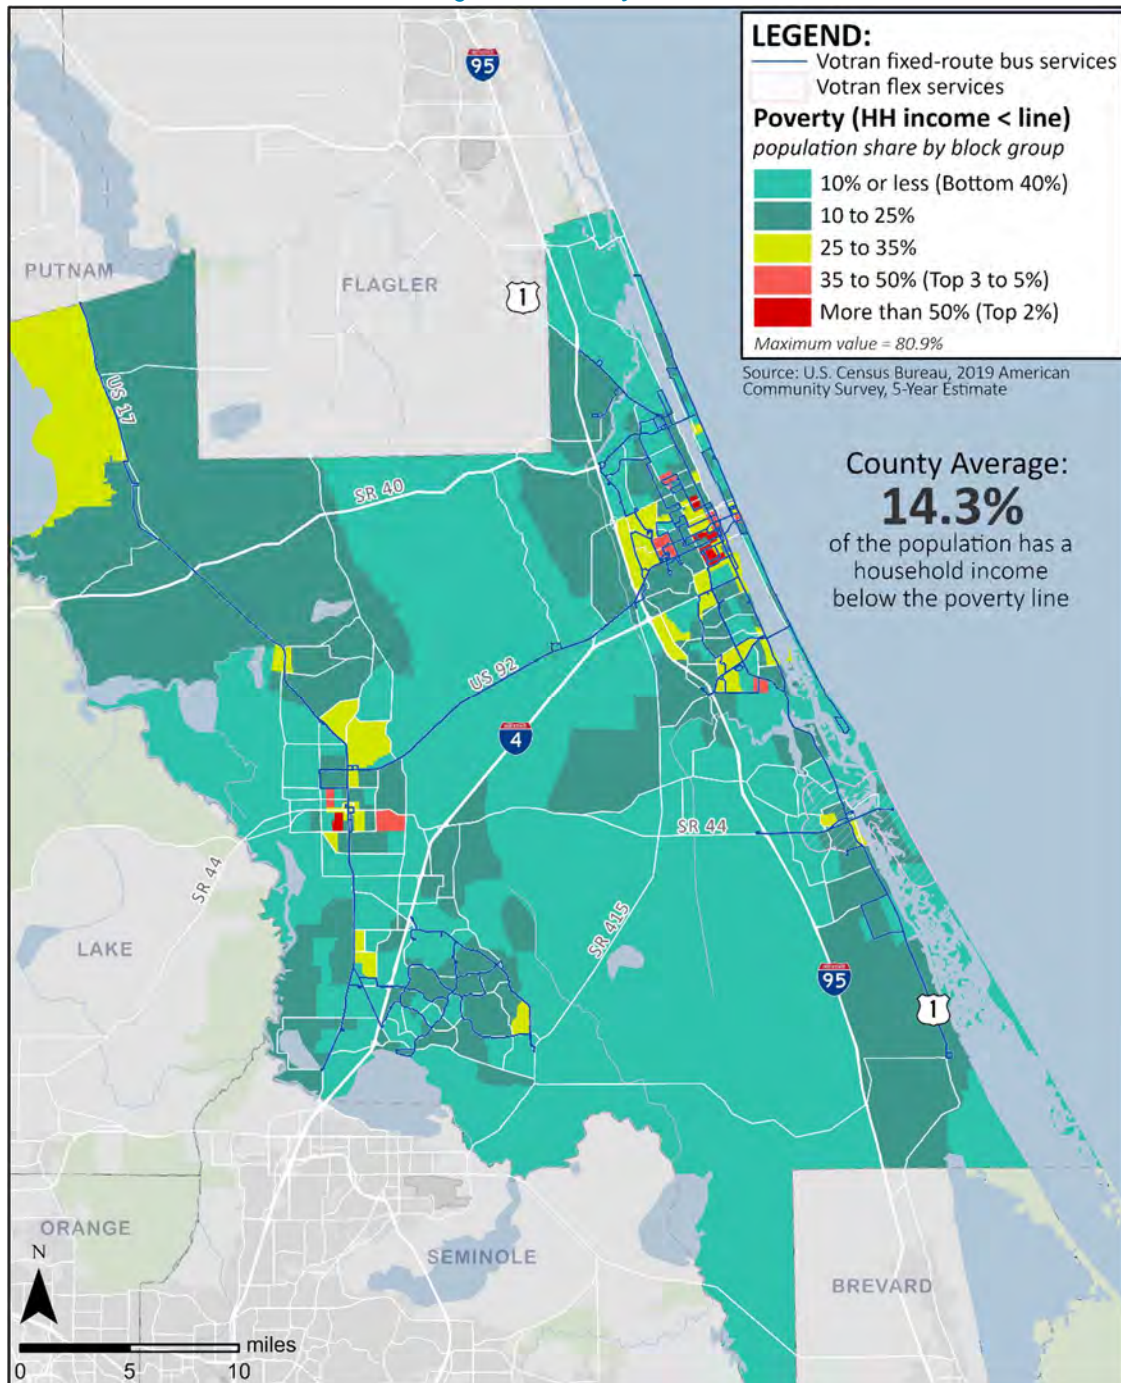 LEGEND:
Votran fixed-route bus services
Votran flex services
Poverty (HH income < line)
population share by block group
10% or less (Bottom 40%)
10 to 25%
25 to 35%
35 to 50% (Top 3 to 5%)
More than 50% (Top 2%)
Maximum value = 80.9%
Source: U.S. Census Bureau, 2019 American
Community Survey, 5-Year Estimate
County Average:
14.3%
of the population has a
household income
below the poverty line
95
PUTNAM
FLAGLER
1
US 17
SR 40
US 92
4
SR 44
SR 44
SR 415
LAKE
95
1
ORANGE
SEMINOLE
BREVARD
N
miles
0 5 10